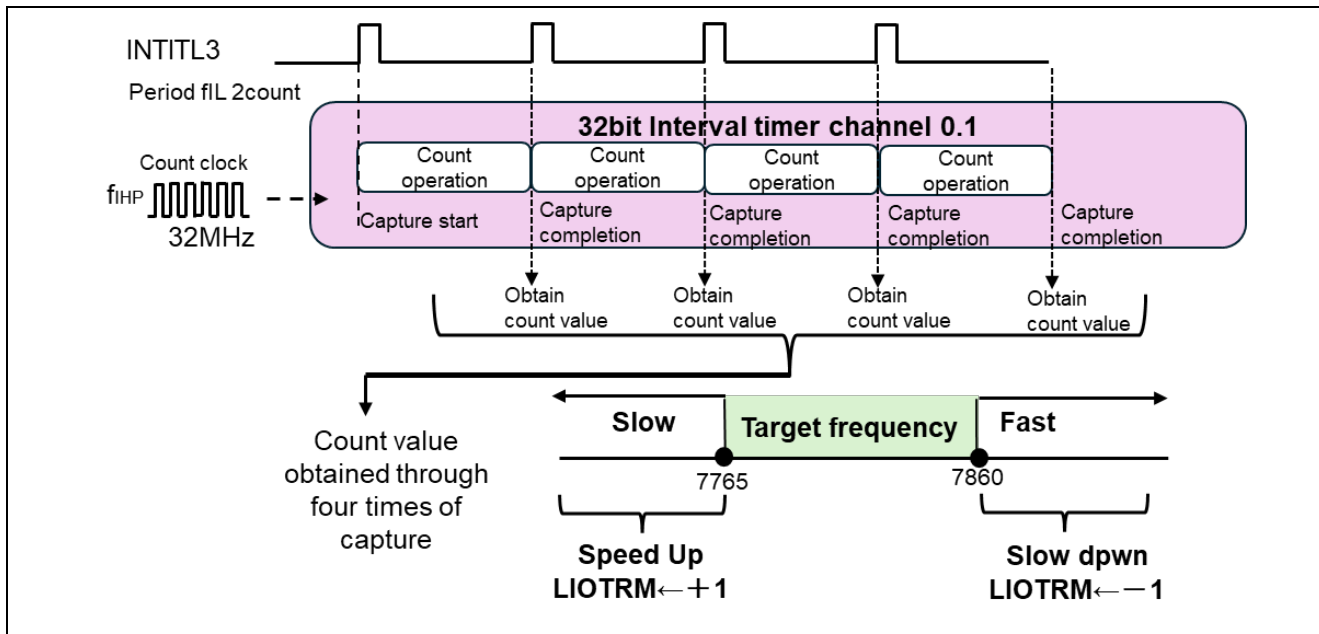 INTITL3
Period fIL 2count
32bit Interval timer channel 0.1
Count clock
fIHP
32MHz
Count
operation
Count
operation
Count
operation
Count
operation
Capture start
Capture
completion
Capture
completion
Capture
completion
Capture
completion
Obtain
count value
Obtain
count value
Obtain
count value
Obtain
count value
Count value
obtained through
four times of
capture
Slow
Target frequency
Fast
7765
7860
Speed Up
LIOTRM←+1
Slow dpwn
LIOTRM←-1